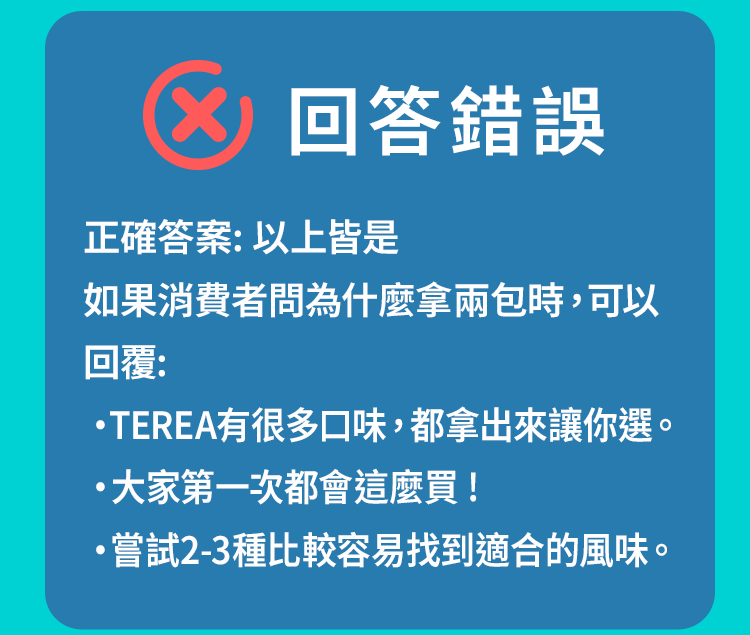 回答錯誤
正確答案: 以上皆是
如果消費者問為什麼拿兩包時，可以
回覆:
•TEREA有很多口味，都拿出來讓你選。
•大家第一次都會這麼買！
•嘗試2-3種比較容易找到適合的風味。